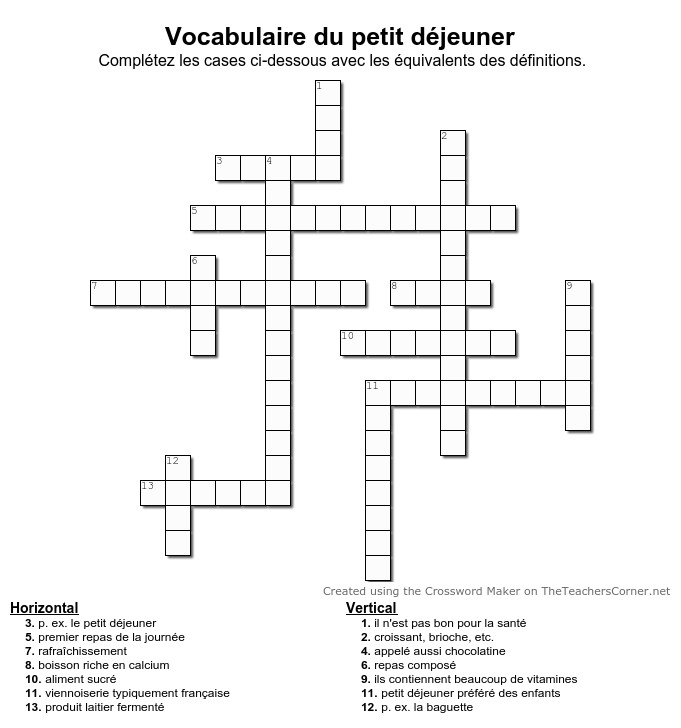 Vocabulaire du petit déjeuner
Complétez les cases ci-dessous avec les équivalents des définitions.
1
2
3 4
5
6
7 8 9
10
11
12
13
Created using the Crossword Maker on TheTeachersCorner.net
Horizontal
3. p. ex. le petit déjeuner
5. premier repas de la journée
7. rafraîchissement
8. boisson riche en calcium
10. aliment sucré
11. viennoiserie typiquement française
13. produit laitier fermenté
Vertical
1. il n'est pas bon pour la santé
2. croissant, brioche, etc.
4. appelé aussi chocolatine
6. repas composé
9. ils contiennent beaucoup de vitamines
11. petit déjeuner préféré des enfants
12. p. ex. la baguette